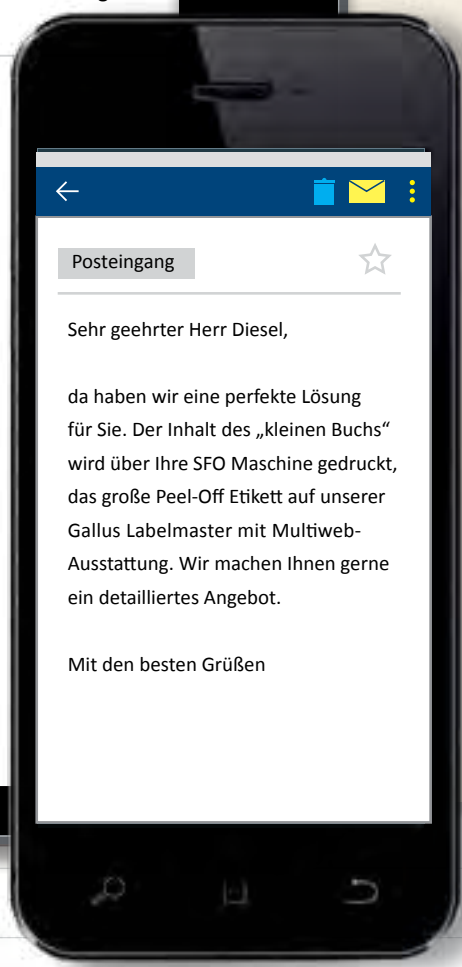 Posteingang
Sehr geehrter Herr Diesel,
da haben wir eine perfekte Lösung
für Sie. Der Inhalt des „kleinen Buchs“
wird über Ihre SFO Maschine gedruckt,
das große Peel-Off Etikett auf unserer
Gallus Labelmaster mit Multiweb-
Ausstattung. Wir machen Ihnen gerne
ein detailliertes Angebot.
Mit den besten Grüßen